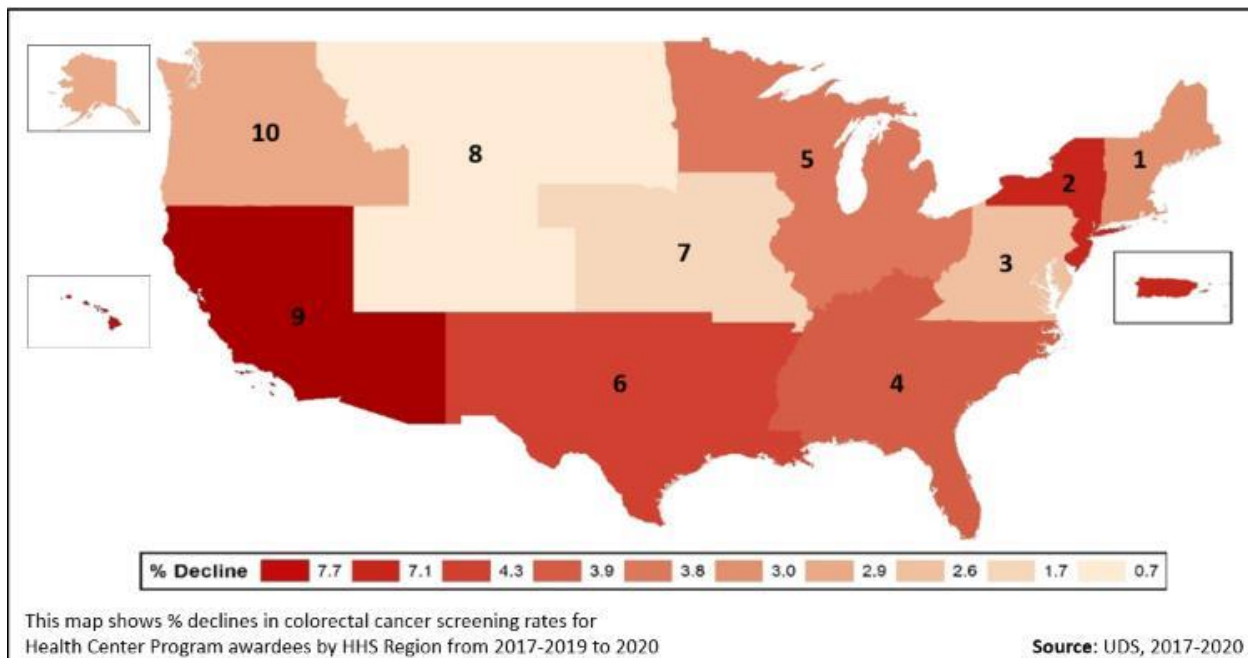 10
8
5
1
2
7
3
9
6
4
% Decline 7.7 7.1 4.3 3.9 3.8 3.0 2.9 2.6 1.7 0.7
This map shows % declines in colorectal cancer screening rates for
Health Center Program awardees by HHS Region from 2017-2019 to 2020
Source: UDS, 2017-2020